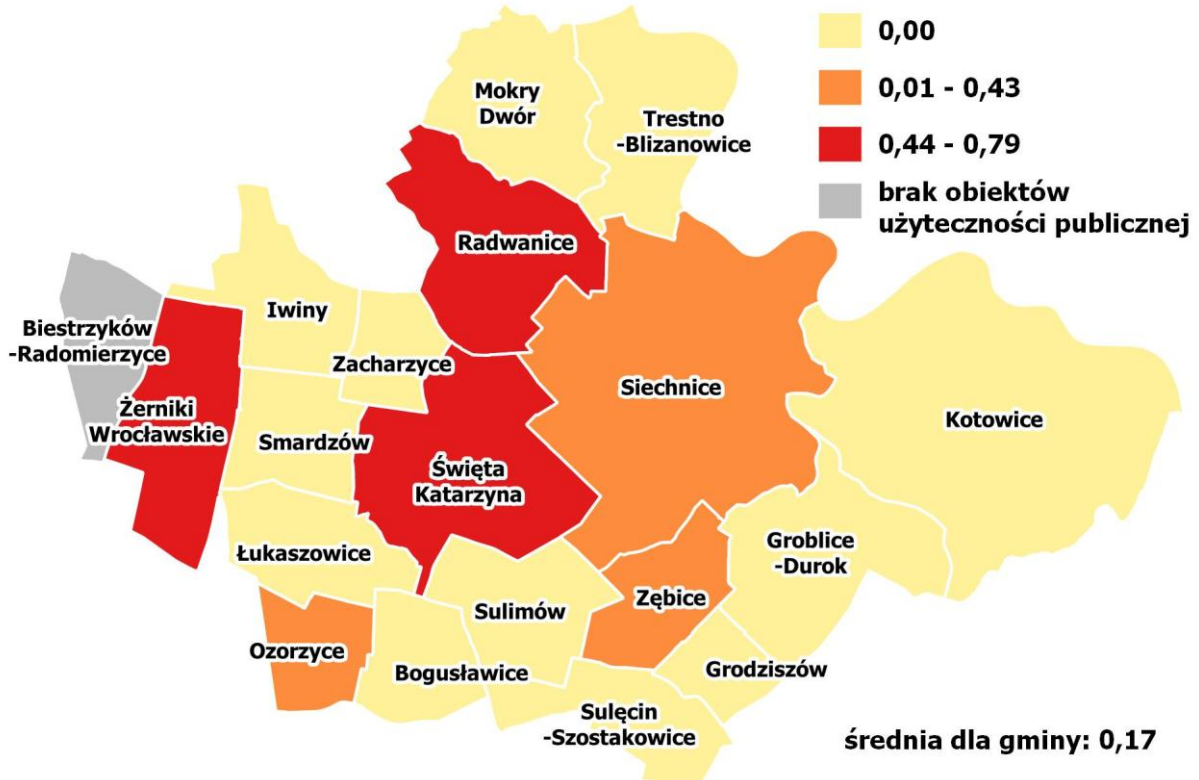 0,00
0,01 - 0,43
0,44 - 0,79
brak obiektów
użyteczności publicznej
Mokry
Dwór
Trestno
-Blizanowice
Radwanice
Iwiny
Biestrzyków
-Radomierzyce
Zacharzyce
Siechnice
Żerniki
Wrocławskie
Kotowice
Smardzów
Święta
Katarzyna
Łukaszowice
Groblice
-Durok
Sulimów
Zębice
Ozorzyce
Bogusławice
Grodziszów
Sulęcin
-Szostakowice
średnia dla gminy: 0,17